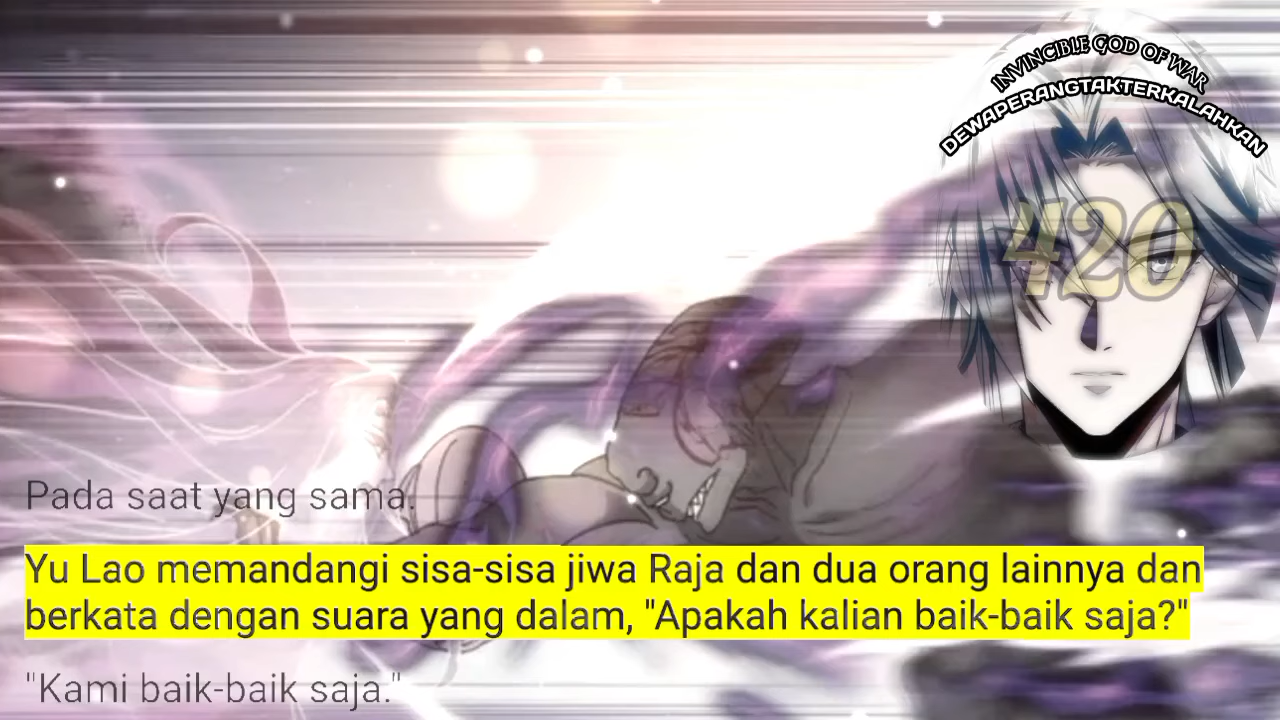 INVINCIBLE GOD OF WAR
DEWAPERANGTAKTERKALAHKAN
420
Pada saat yang sama.
Yu Lao memandangi sisa-sisa jiwa Raja dan dua orang lainnya dan
berkata dengan suara yang dalam, "Apakah kalian baik-baik saja?"
"Kami baik-baik saja."